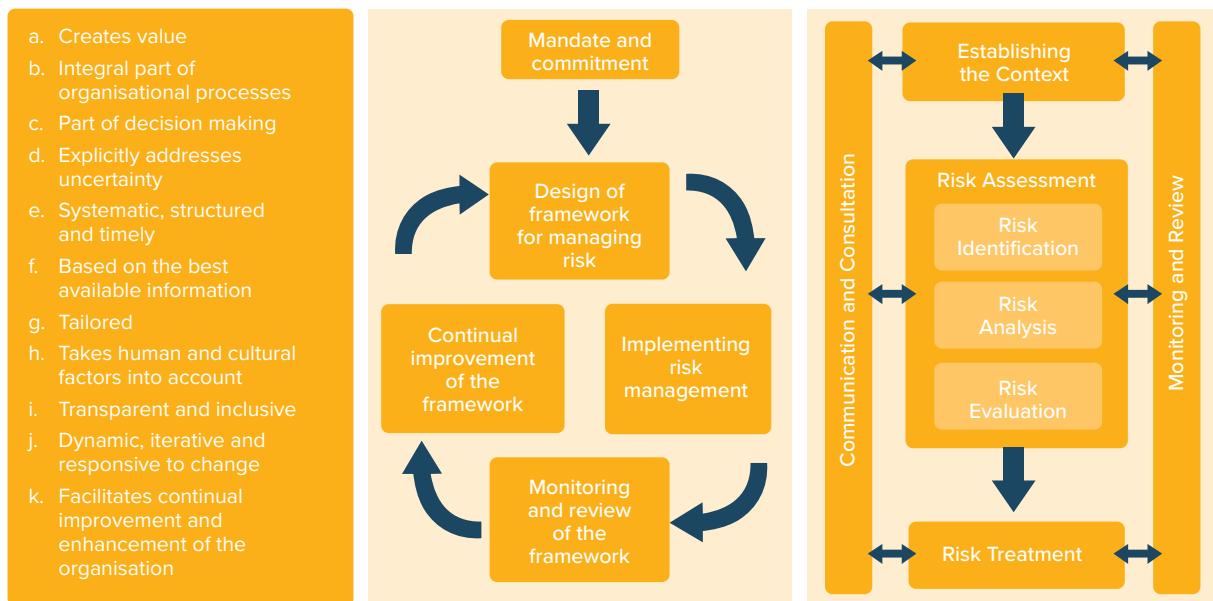 a. Creates value
b. Integral part of
organisational processes
c. Part of decision making
d. Explicitly addresses
uncertainty
e. Systematic, structured
and timely
f. Based on the best
available information
g. Tailored
h. Takes human and cultural
factors into account
i. Transparent and inclusive
j. Dynamic, iterative and
responsive to change
k. Facilitates continual
improvement and
enhancement of the
organisation
Mandate and
commitment
Design of
framework
for managing
risk
Implementing
risk
management
Monitoring
and review
of the
framework
Continual
improvement
of the
framework
Communication and Consultation
Establishing
the Context
Risk Assessment
Risk
Identification
Risk
Analysis
Risk
Evaluation
Risk Treatment
Monitoring and Review